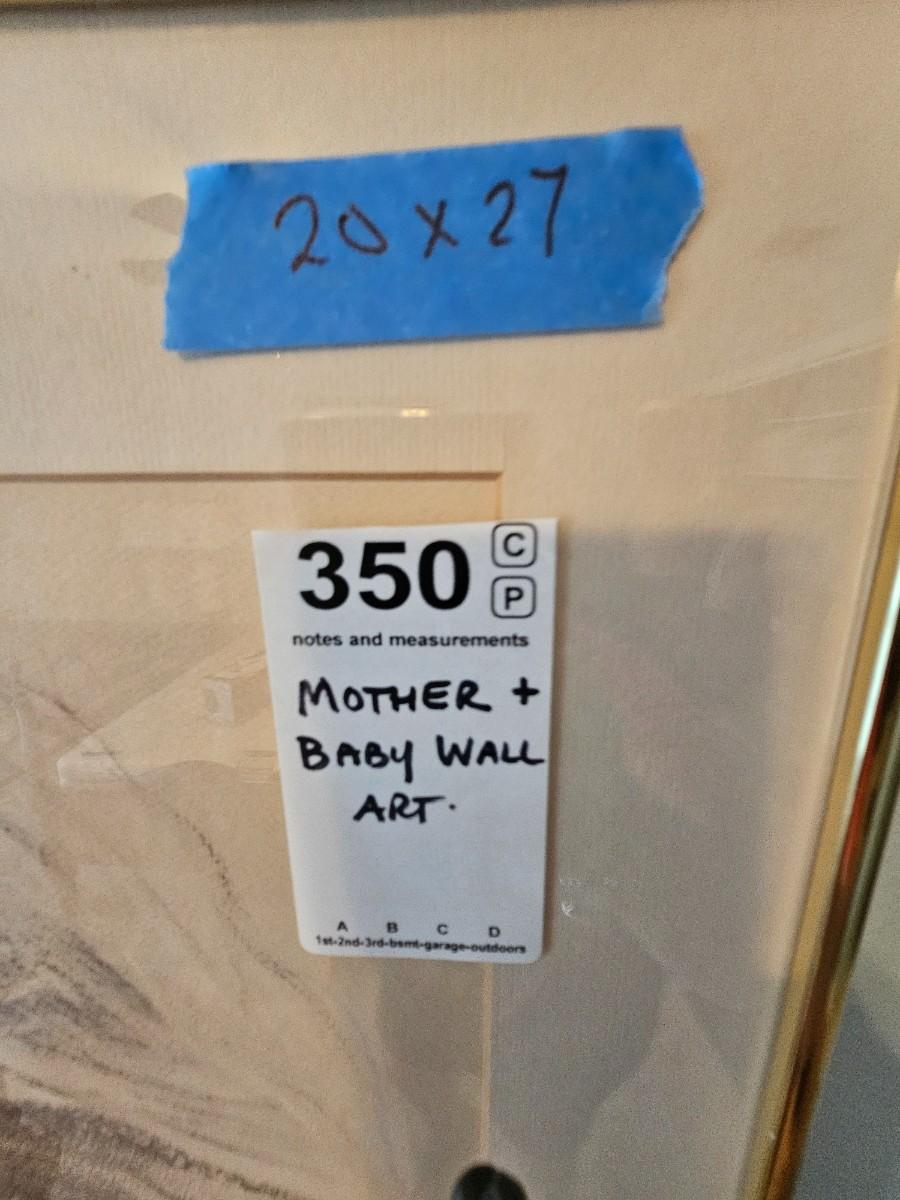 20 x 27
350 C
P
notes and measurements
MOTHER +
BABY WALL
ART.
A B C D
1st-2nd-3rd-bsmt-garage-outdoors